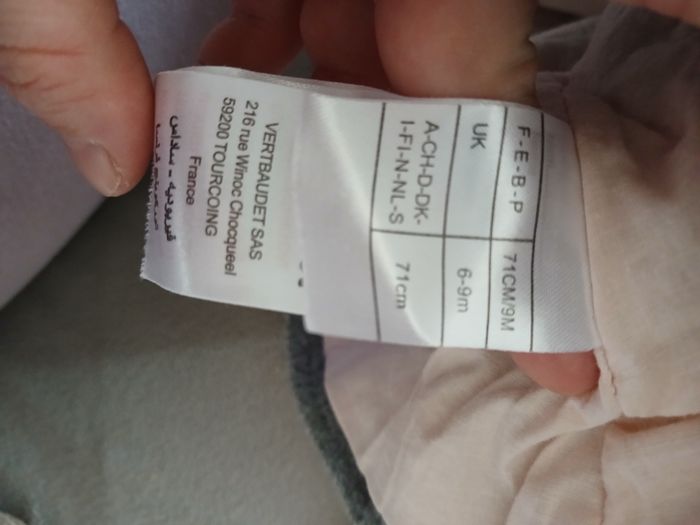 F - E - B - P 71CM/9M
UK 6-9m
A-CH-D-DK-
I-FI-N-NL-S 71cm
VERTBAUDET SAS
216 rue Winoc Chocqueel
59200 TOURCOING
France